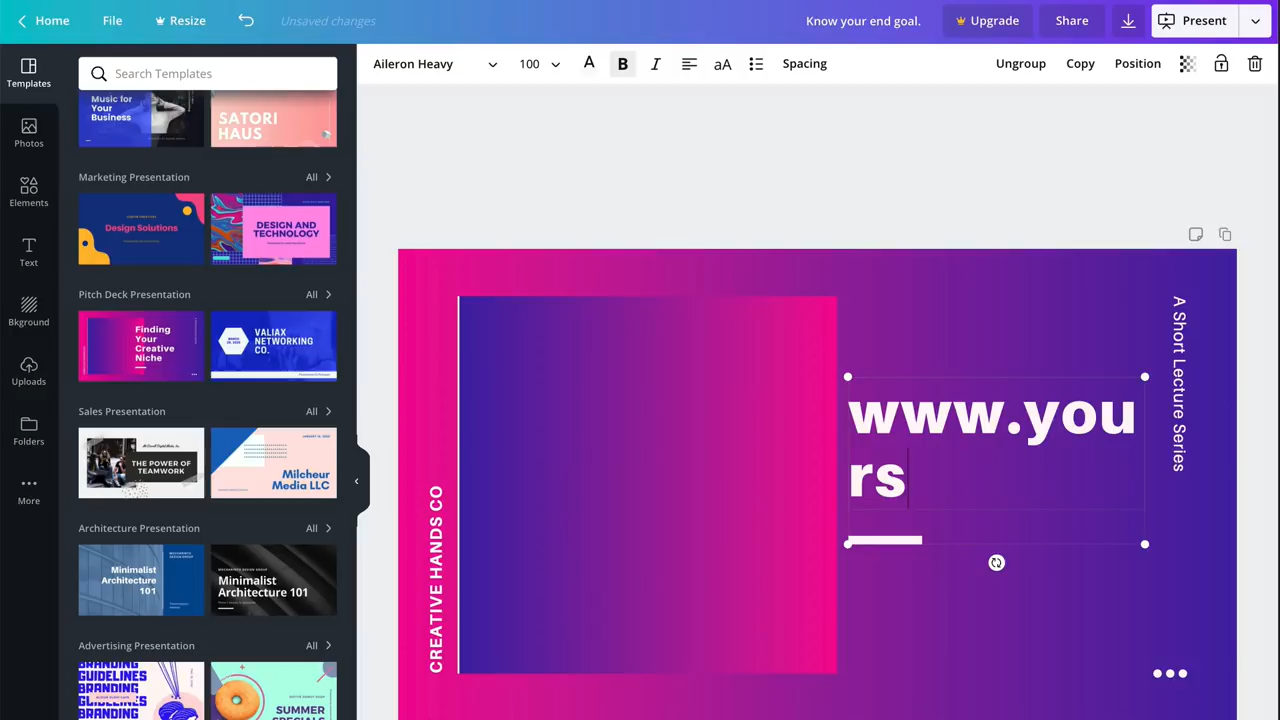 Home
File
Resize
Unsaved changes
Know your end goal.
Upgrade
Share
Present
Templates
Photos
Elements
Text
Bkground
Uploads
Folders
More
Search Templates
Music for
Your
Business
SATORI
HAUS
Marketing Presentation
All
Design Solutions
DESIGN AND
TECHNOLOGY
Pitch Deck Presentation
All
Finding
Your
Creative
Niche
VALIAX
NETWORKING
CO.
Sales Presentation
All
THE POWER OF
TEAMWORK
Milcheur
Media LLC
Architecture Presentation
All
Minimalist
Architecture
101
Minimalist
Architecture 101
Advertising Presentation
All
BRANDING
GUIDELINES
BRANDING
GUIDELINES
BRANDING
SUMMER
SPECIALS
Aileron Heavy
100
A
B
I
aA
Spacing
Ungroup
Copy
Position
CREATIVE HANDS CO
www.you
rs
A Short Lecture Series